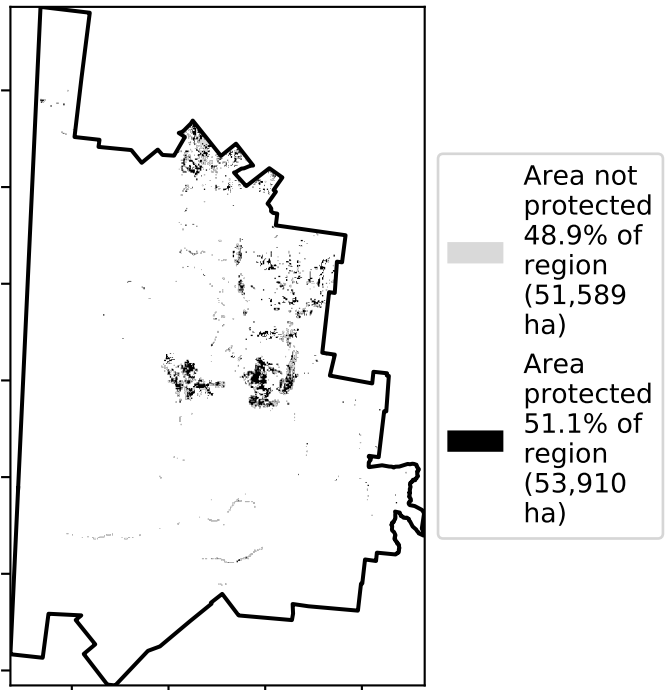 Area not
protected
48.9% of
region
(51,589
ha)
Area
protected
51.1% of
region
(53,910
ha)